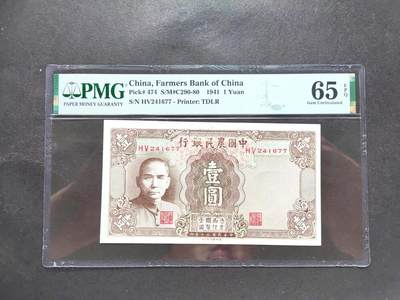 PMG
PAPER MONEY GUARANTY
China, Farmers Bank of China
Pick# 474 S/M#C290-80 1941 1 Yuan
S/N HV241677 - Printer: TDLR
65 EPQ
Gem Uncirculated
行銀民農國中
HV241677
HV241677
壹圓